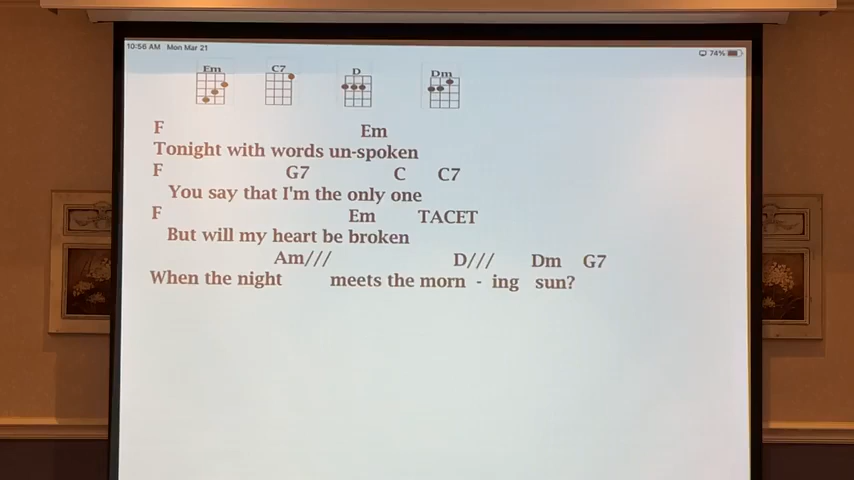 10:56 AM Mon Mar 21
74%
Em C7 D Dm
F Em
Tonight with words un-spoken
F G7 C C7
You say that I'm the only one
F Em TACET
But will my heart be broken
Am/// D/// Dm G7
When the night meets the morn - ing sun?